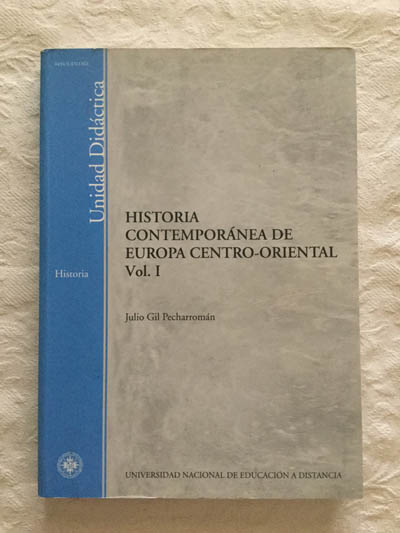 Unidad Didáctica
Historia
HISTORIA
CONTEMPORÁNEA DE
EUROPA CENTRO-ORIENTAL
Vol. I
Julio Gil Pecharromán
UNIVERSIDAD NACIONAL DE EDUCACIÓN A DISTANCIA